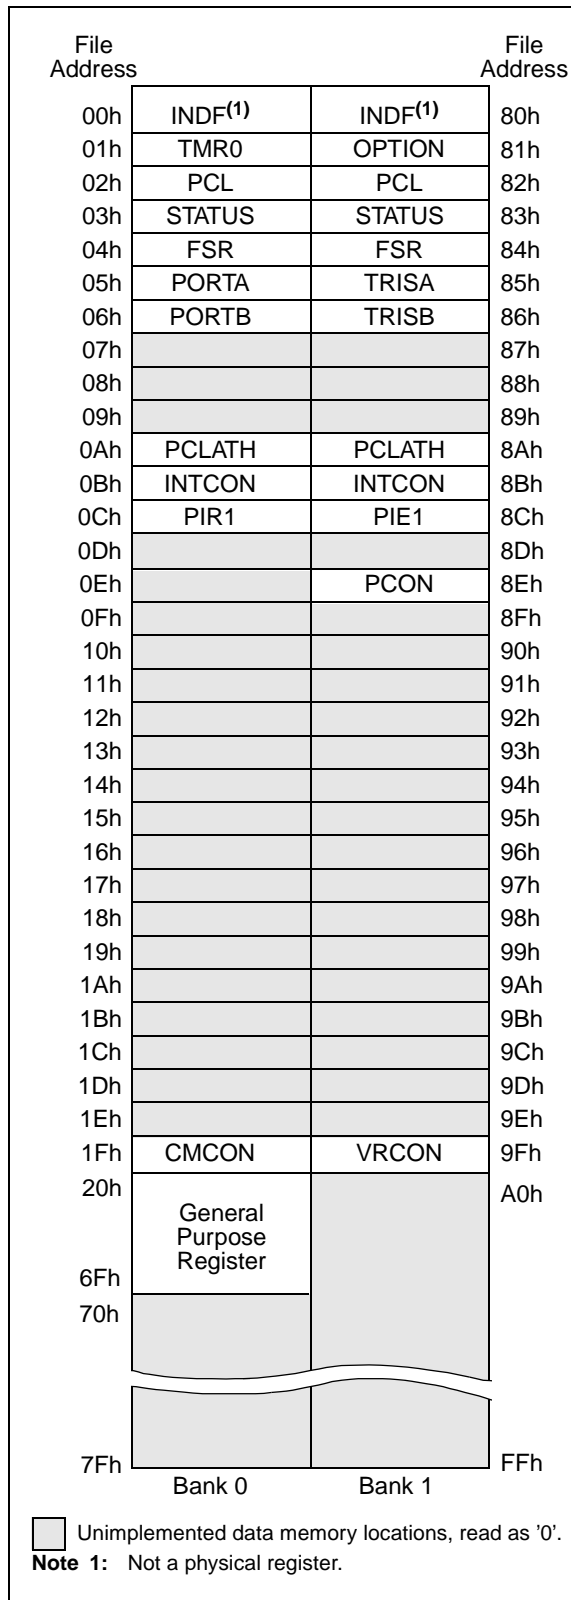 File Address File Address
00h INDF(1) INDF(1) 80h
01h TMR0 OPTION 81h
02h PCL PCL 82h
03h STATUS STATUS 83h
04h FSR FSR 84h
05h PORTA TRISA 85h
06h PORTB TRISB 86h
07h 87h
08h 88h
09h 89h
0Ah PCLATH PCLATH 8Ah
0Bh INTCON INTCON 8Bh
0Ch PIR1 PIE1 8Ch
0Dh 8Dh
0Eh PCON 8Eh
0Fh 8Fh
10h 90h
11h 91h
12h 92h
13h 93h
14h 94h
15h 95h
16h 96h
17h 97h
18h 98h
19h 99h
1Ah 9Ah
1Bh 9Bh
1Ch 9Ch
1Dh 9Dh
1Eh 9Eh
1Fh CMCON VRCON 9Fh
20h A0h
General
Purpose
Register
6Fh
70h
7Fh FFh
Bank 0 Bank 1
Unimplemented data memory locations, read as '0'.
Note 1: Not a physical register.